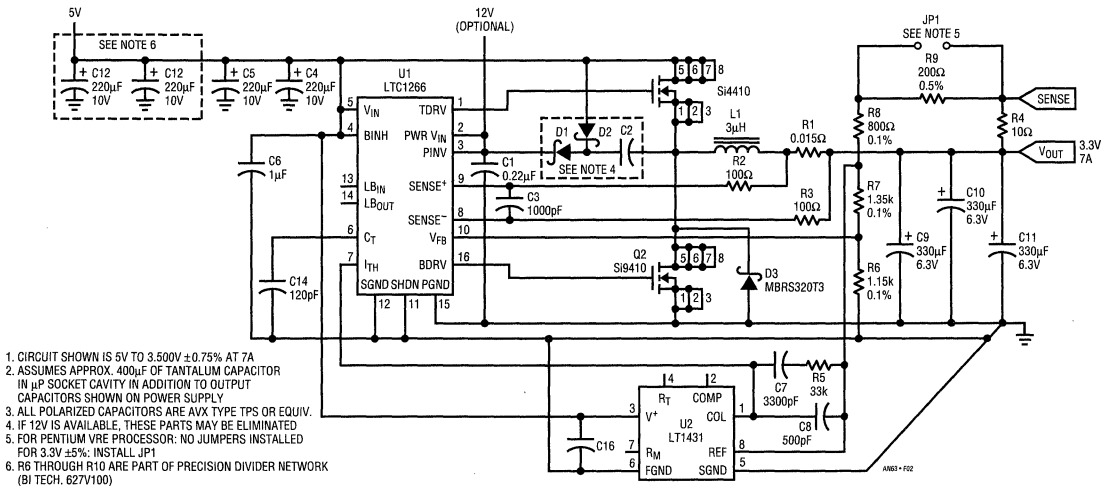 5V
12V
(OPTIONAL)
JP1
SEE NOTE 5
SEE NOTE 6
+ C12
220µF
10V
+ C12
220µF
10V
+ C5
220µF
10V
+ C4
220µF
10V
U1
LTC1266
5 VIN
4 BINH
13 LBIN
14 LBOUT
6 CT
7 ITH
TDRV 1
PWR VIN 2
PINV 3
SENSE+ 9
SENSE− 8
VFB 10
BDRV 16
SGND SHDN PGND
12 11 15
5 6 7 8
Si4410
1 2 3
D1
D2
C2
SEE NOTE 4
L1
3µH
R1
0.015Ω
R2
100Ω
R3
100Ω
C1
0.22µF
C3
1000pF
C6
1µF
C14
120pF
Q2
Si9410
5 6 7 8
1 2 3
D3
MBRS320T3
R9
200Ω
0.5%
R8
800Ω
0.1%
R7
1.35k
0.1%
R6
1.15k
0.1%
SENSE
R4
10Ω
VOUT
3.3V
7A
+ C9
330µF
6.3V
+ C10
330µF
6.3V
+ C11
330µF
6.3V
C7
3300pF
R5
33k
C8
500pF
C16
4 2
RT COMP
3 V+
COL 1
U2
LT1431
7 RM
REF 8
6 FGND
SGND 5
AN63 • F02
1. CIRCUIT SHOWN IS 5V TO 3.500V ±0.75% AT 7A
2. ASSUMES APPROX. 400µF OF TANTALUM CAPACITOR
IN µP SOCKET CAVITY IN ADDITION TO OUTPUT
CAPACITORS SHOWN ON POWER SUPPLY
3. ALL POLARIZED CAPACITORS ARE AVX TYPE TPS OR EQUIV.
4. IF 12V IS AVAILABLE, THESE PARTS MAY BE ELIMINATED
5. FOR PENTIUM VRE PROCESSOR: NO JUMPERS INSTALLED
FOR 3.3V ±5%: INSTALL JP1
6. R6 THROUGH R10 ARE PART OF PRECISION DIVIDER NETWORK
(BI TECH. 627V100)